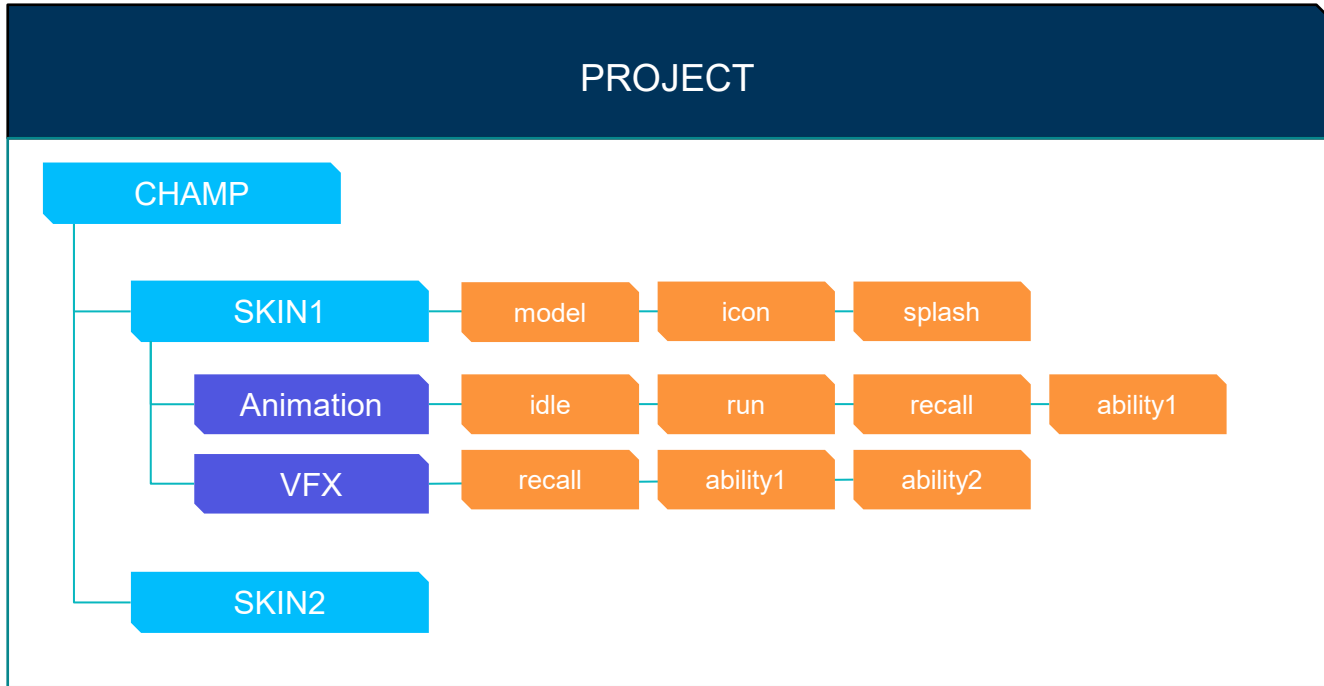 PROJECT
CHAMP
SKIN1
model
icon
splash
Animation
idle
run
recall
ability1
VFX
recall
ability1
ability2
SKIN2